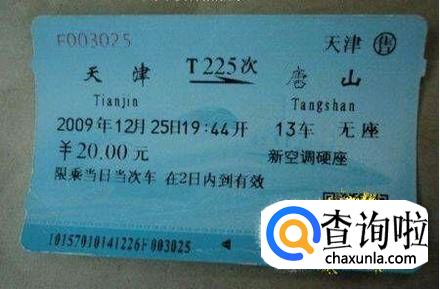 F003025 天津 售
天津 T225次 唐山
Tianjin Tangshan
2009年12月25日19:44开 13车 无座
￥20.00元 新空调硬座
限乘当日当次车 在2日内到有效
10157010141226F003025
查询啦
chaxunla.com